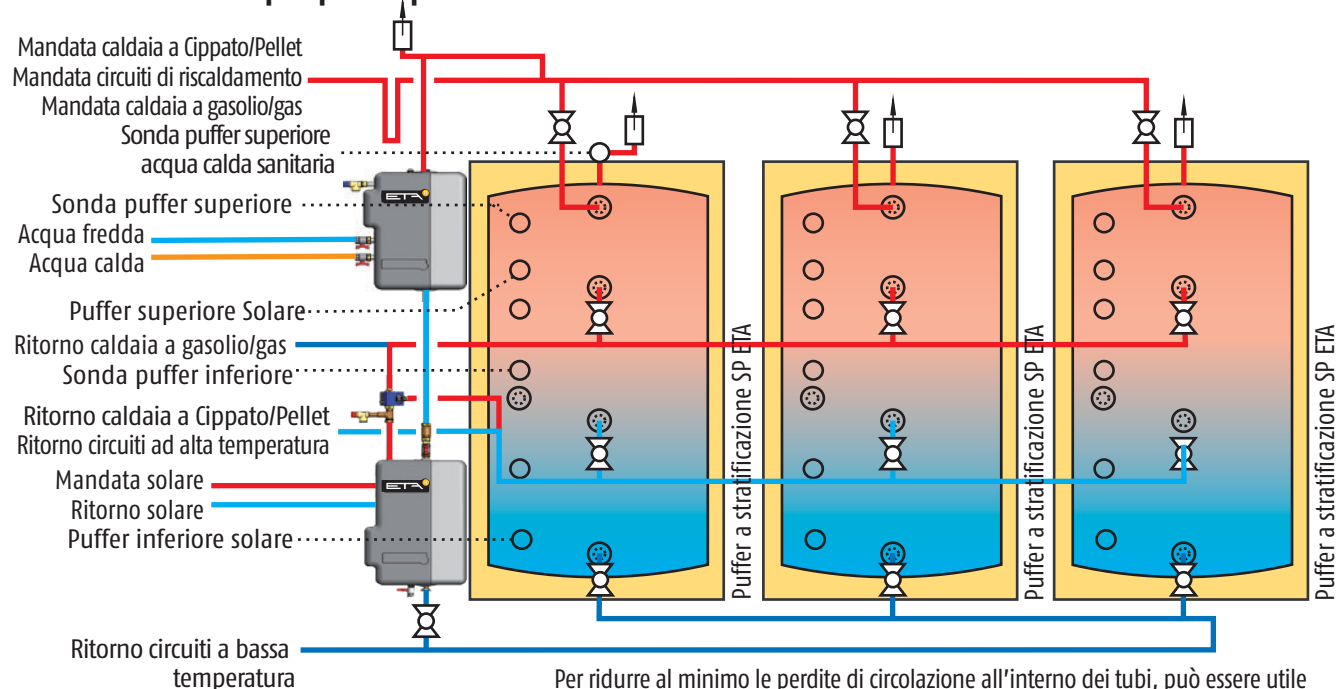 Mandata caldaia a Cippato/Pellet
Mandata circuiti di riscaldamento
Mandata caldaia a gasolio/gas
Sonda puffer superiore
acqua calda sanitaria
ETA
Sonda puffer superiore
Acqua fredda
Acqua calda
Puffer superiore Solare
Ritorno caldaia a gasolio/gas
Sonda puffer inferiore
Ritorno caldaia a Cippato/Pellet
Ritorno circuiti ad alta temperatura
ETA
Mandata solare
Ritorno solare
Puffer inferiore solare
Ritorno circuiti a bassa
temperatura
Puffer a stratificazione SP ETA
Puffer a stratificazione SP ETA
Puffer a stratificazione SP ETA
Per ridurre al minimo le perdite di circolazione all'interno dei tubi, può essere utile